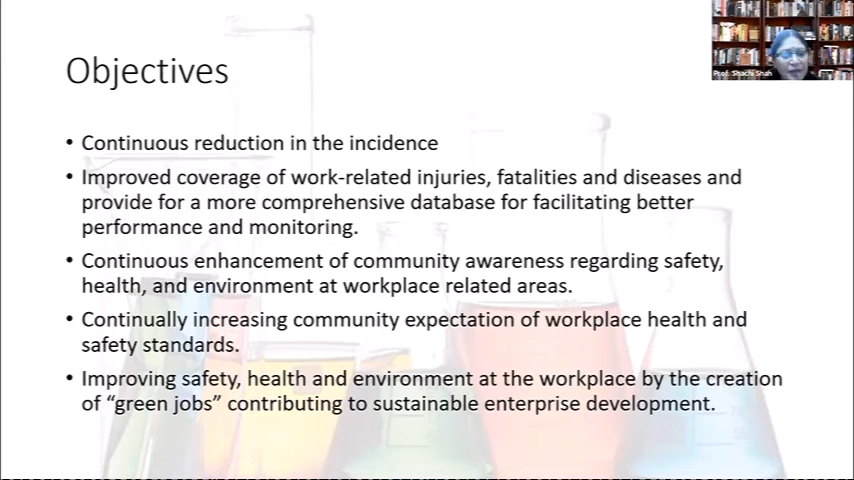 Prof. Shachi Shah
Objectives
• Continuous reduction in the incidence
• Improved coverage of work-related injuries, fatalities and diseases and
provide for a more comprehensive database for facilitating better
performance and monitoring.
• Continuous enhancement of community awareness regarding safety,
health, and environment at workplace related areas.
• Continually increasing community expectation of workplace health and
safety standards.
• Improving safety, health and environment at the workplace by the creation
of “green jobs” contributing to sustainable enterprise development.